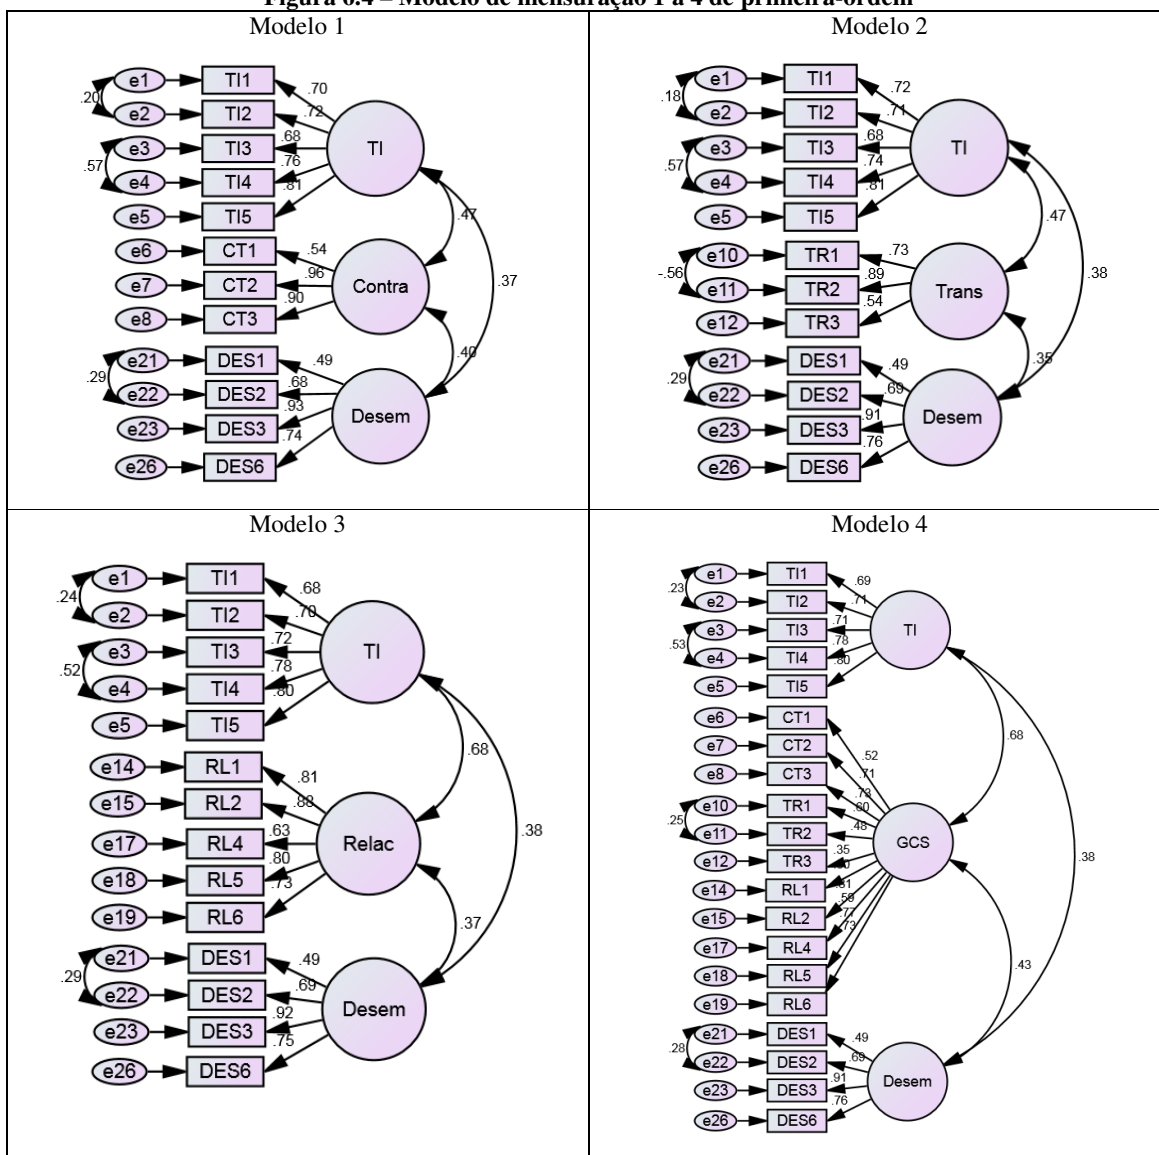 Figura 6.4 – Modelo de mensuração 1 a 4 de primeira-ordem
Modelo 1
e1 TI1 .70
.20
e2 TI2 .72
e3 TI3 .68 TI
.57
e4 TI4 .76
e5 TI5 .81
.47
e6 CT1 .54
e7 CT2 .96 Contra .37
e8 CT3 .90
.40
e21 DES1 .49
.29
e22 DES2 .68
e23 DES3 .93 Desem
e26 DES6 .74
Modelo 2
e1 TI1 .72
.18
e2 TI2 .71
e3 TI3 .68 TI
.57
e4 TI4 .74
e5 TI5 .81
.47
e10 TR1 .73
-.56 .38
e11 TR2 .89 Trans
e12 TR3 .54
.35
e21 DES1 .49
.29
e22 DES2 .69
e23 DES3 .91 Desem
e26 DES6 .76
Modelo 3
e1 TI1 .68
.24
e2 TI2 .70
e3 TI3 .72 TI
.52
e4 TI4 .78
e5 TI5 .80
.68
e14 RL1 .81
e15 RL2 .88
.38
e17 RL4 .63 Relac
e18 RL5 .80
e19 RL6 .73
.37
e21 DES1 .49
.29
e22 DES2 .69
e23 DES3 .92 Desem
e26 DES6 .75
Modelo 4
e1 TI1 .69
.23
e2 TI2 .71
e3 TI3 .71 TI
.53
e4 TI4 .78
e5 TI5 .80
e6 CT1 .52
.68
e7 CT2 .71
e8 CT3 .73
e10 TR1 .60
.25
e11 TR2 .48 GCS
e12 TR3 .35
.38
e14 RL1
e15 RL2 .59
e17 RL4 .77
e18 RL5 .73
.43
e19 RL6
e21 DES1 .49
.28
e22 DES2 .69
e23 DES3 .91 Desem
e26 DES6 .76